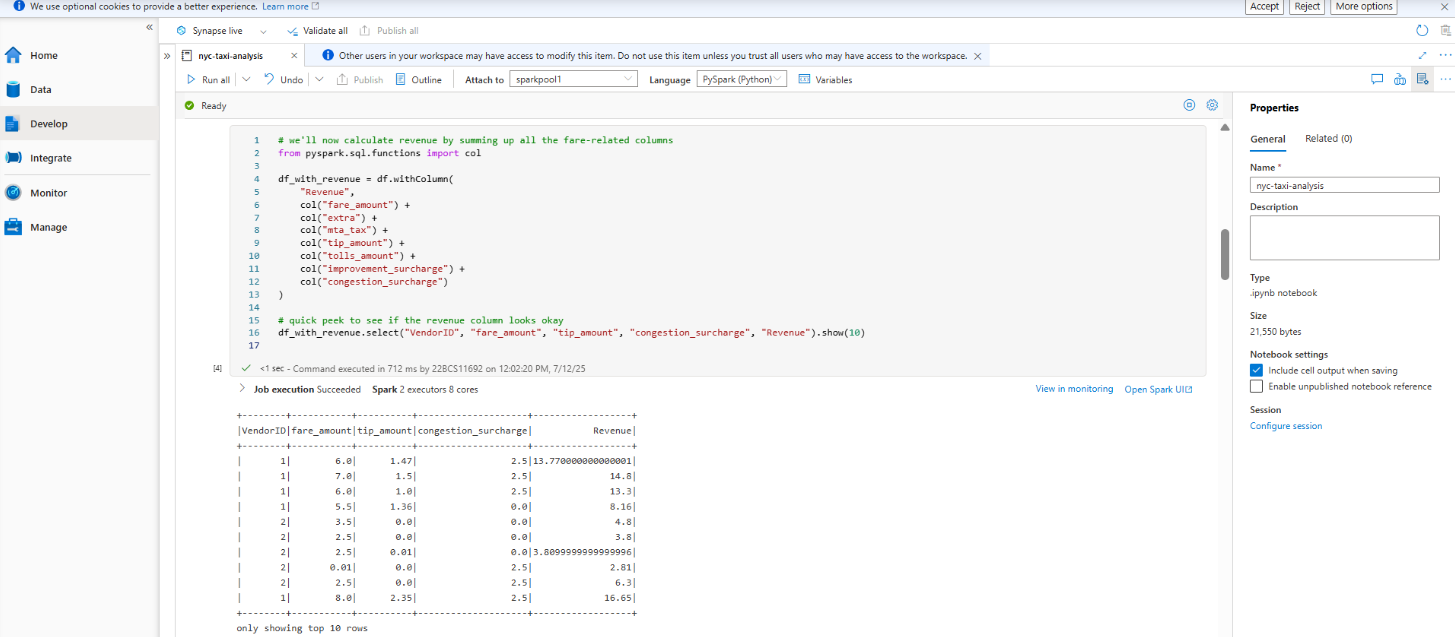 We use optional cookies to provide a better experience. Learn more
Accept Reject More options
Synapse live Validate all Publish all
Home
Data
Develop
Integrate
Monitor
Manage
nyc-taxi-analysis
Other users in your workspace may have access to modify this item. Do not use this item unless you trust all users who may have access to the workspace.
Run all Undo Publish Outline Attach to sparkpool1 Language PySpark (Python) Variables
Ready
1 # we'll now calculate revenue by summing up all the fare-related columns
2 from pyspark.sql.functions import col
3
4 df_with_revenue = df.withColumn(
5 "Revenue",
6 col("fare_amount") +
7 col("extra") +
8 col("mta_tax") +
9 col("tip_amount") +
10 col("tolls_amount") +
11 col("improvement_surcharge") +
12 col("congestion_surcharge")
13 )
14
15 # quick peek to see if the revenue column looks okay
16 df_with_revenue.select("VendorID", "fare_amount", "tip_amount", "congestion_surcharge", "Revenue").show(10)
17
[4] <1 sec - Command executed in 712 ms by 22BCS11692 on 12:02:20 PM, 7/12/25
Job execution Succeeded Spark 2 executors 8 cores View in monitoring Open Spark UI
+--------+-----------+----------+--------------------+------------------+
|VendorID|fare_amount|tip_amount|congestion_surcharge|           Revenue|
+--------+-----------+----------+--------------------+------------------+
|       1|        6.0|      1.47|                 2.5|13.770000000000001|
|       1|        7.0|       1.5|                 2.5|              14.8|
|       1|        6.0|       1.0|                 2.5|              13.3|
|       1|        5.5|      1.36|                 0.0|              8.16|
|       2|        3.5|       0.0|                 0.0|               4.8|
|       2|        2.5|       0.0|                 0.0|               3.8|
|       2|        2.5|      0.01|                 0.0|3.8099999999999996|
|       2|       0.01|       0.0|                 2.5|              2.81|
|       2|        2.5|       0.0|                 2.5|               6.3|
|       1|        8.0|      2.35|                 2.5|             16.65|
+--------+-----------+----------+--------------------+------------------+
only showing top 10 rows
Properties
General Related (0)
Name *
nyc-taxi-analysis
Description
Type
.ipynb notebook
Size
21,550 bytes
Notebook settings
Include cell output when saving
Enable unpublished notebook reference
Session
Configure session